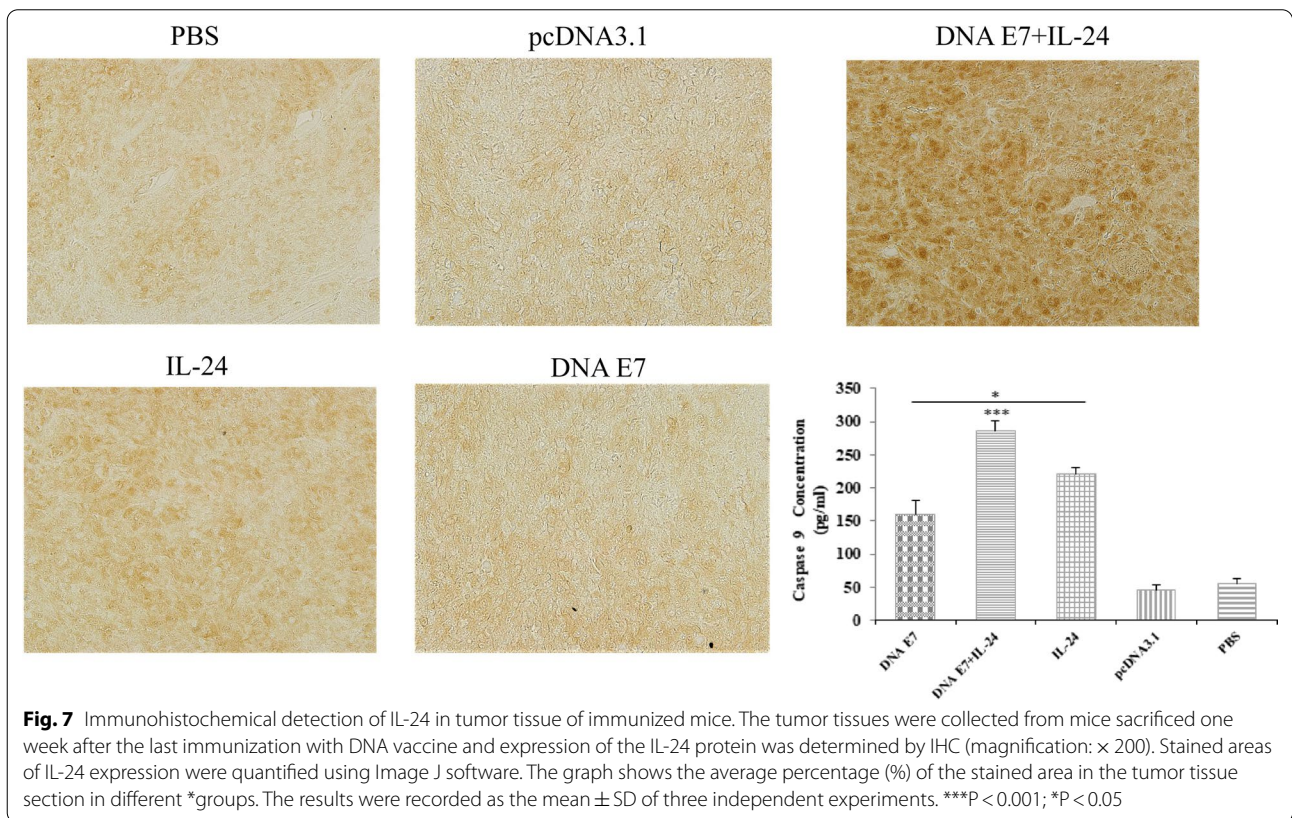 PBS
pcDNA3.1
DNA E7+IL-24
IL-24
DNA E7
Caspase 9 Concentration
(pg/ml)
350
300
250
200
150
100
50
0
*
***
DNA E7
DNA E7+IL-24
IL-24
pcDNA3.1
PBS
Fig. 7 Immunohistochemical detection of IL-24 in tumor tissue of immunized mice. The tumor tissues were collected from mice sacrificed one
week after the last immunization with DNA vaccine and expression of the IL-24 protein was determined by IHC (magnification: × 200). Stained areas
of IL-24 expression were quantified using Image J software. The graph shows the average percentage (%) of the stained area in the tumor tissue
section in different *groups. The results were recorded as the mean ± SD of three independent experiments. ***P < 0.001; *P < 0.05